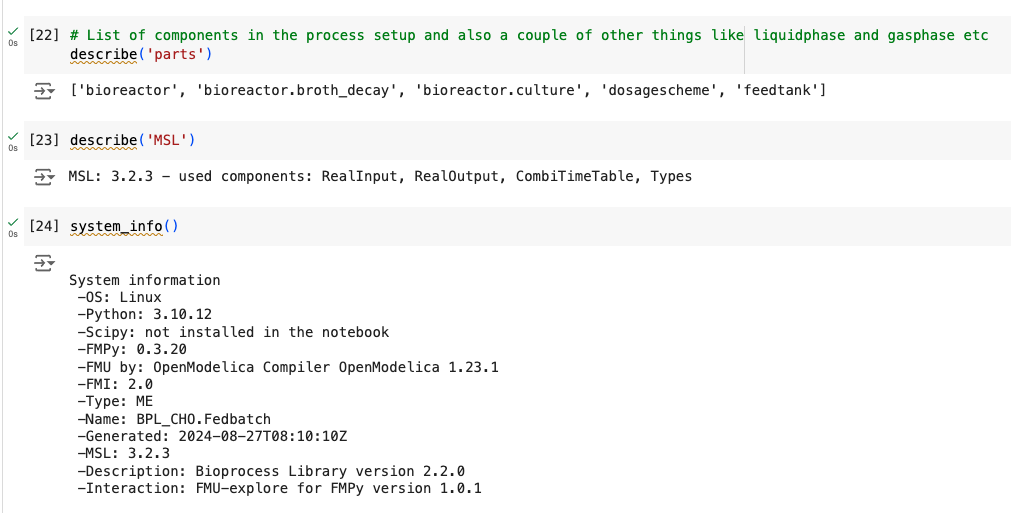 [22] # List of components in the process setup and also a couple of other things like liquidphase and gasphase etc
describe('parts')
0s
['bioreactor', 'bioreactor.broth_decay', 'bioreactor.culture', 'dosagescheme', 'feedtank']
[23] describe('MSL')
0s
MSL: 3.2.3 – used components: RealInput, RealOutput, CombiTimeTable, Types
[24] system_info()
0s
System information
–OS: Linux
–Python: 3.10.12
–Scipy: not installed in the notebook
–FMPy: 0.3.20
–FMU by: OpenModelica Compiler OpenModelica 1.23.1
–FMI: 2.0
–Type: ME
–Name: BPL_CHO.Fedbatch
–Generated: 2024–08–27T08:10:10Z
–MSL: 3.2.3
–Description: Bioprocess Library version 2.2.0
–Interaction: FMU–explore for FMPy version 1.0.1